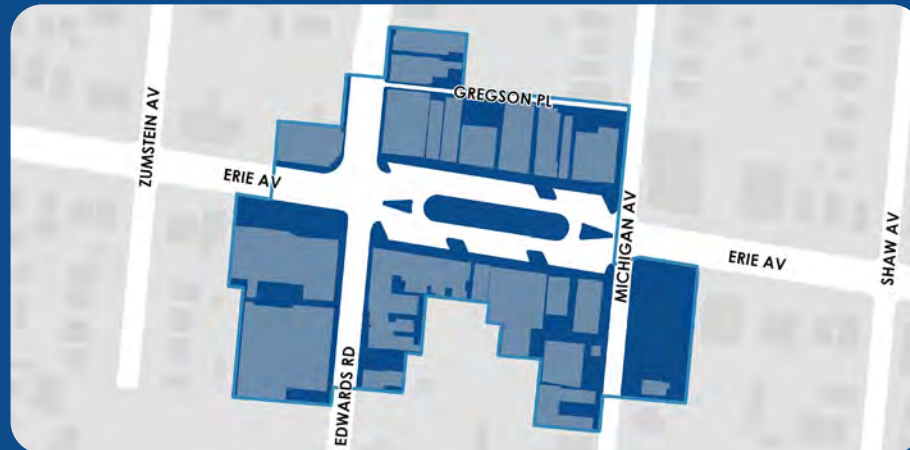 GREGSON PL
ZUMSTEIN AV
ERIE AV
MICHIGAN AV
ERIE AV
SHAW AV
EDWARDS RD